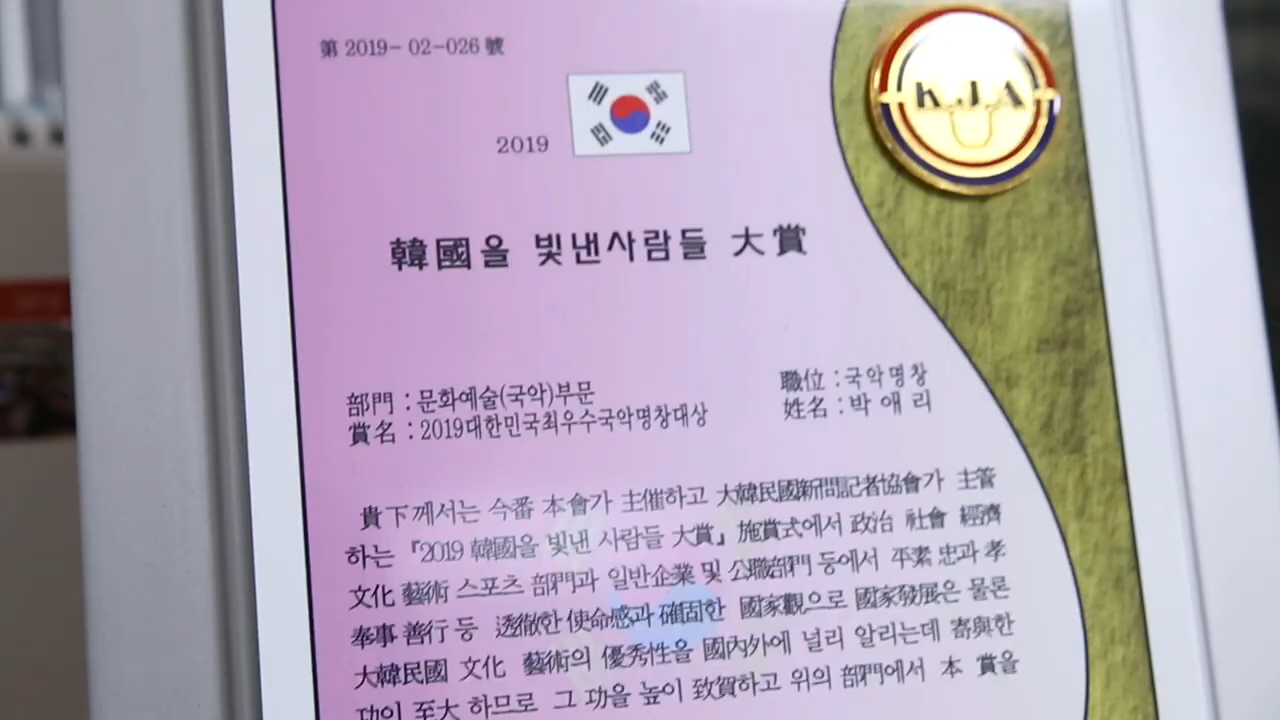 第 2019- 02-026 號
K.J.A
2019
韓國을 빛낸사람들 大賞
部門 : 문화예술(국악)부문
職位 : 국악명창
賞名 : 2019대한민국최우수국악명창대상
姓名 : 박 애 리
貴下께서는 今番 本會가 主催하고 大韓民國新聞記者協會가 主管
하는 『2019 韓國을 빛낸 사람들 大賞』 施賞式에서 政治 社會 經濟
文化 藝術 스포츠 部門과 일반企業 및 公職部門 등에서 平素 忠과 孝
奉事 善行 등 透徹한 使命感과 確固한 國家觀으로 國家發展은 물론
大韓民國 文化 藝術의 優秀性을 國內外에 널리 알리는데 寄與한
功이 至大 하므로 그 功을 높이 致賀하고 위의 部門에서 本 賞을